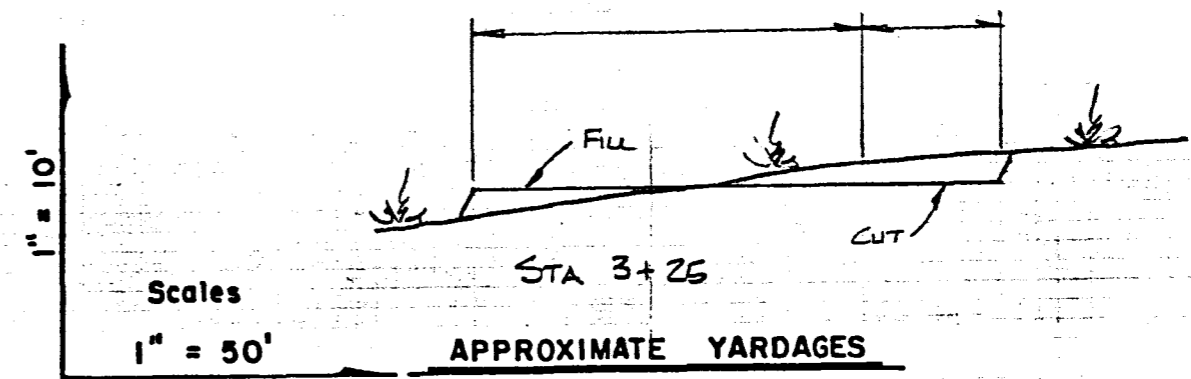 FILL
1" = 10'
CUT
STA 3+25
Scales
1" = 50'
APPROXIMATE YARDAGES